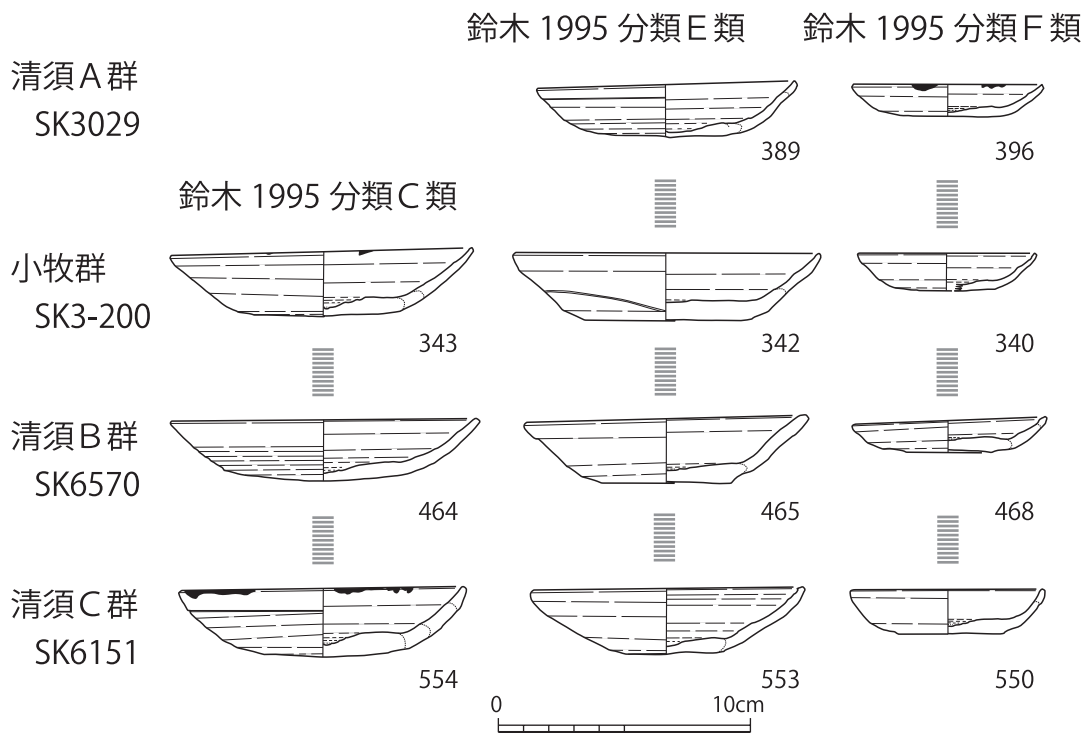 鈴木 1995 分類E類
鈴木 1995 分類F類
清須A群
SK3029
389
396
鈴木 1995 分類C類
小牧群
SK3-200
343
342
340
清須B群
SK6570
464
465
468
清須C群
SK6151
554
553
550
0
10cm